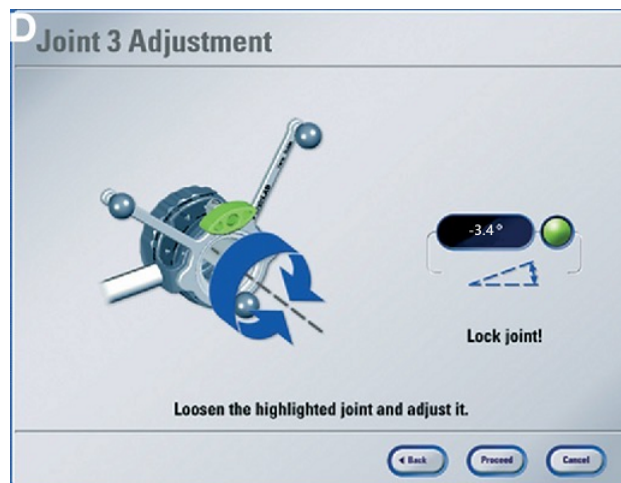 D
Joint 3 Adjustment
-3.4°
Lock joint!
Loosen the highlighted joint and adjust it.
Back
Proceed
Cancel